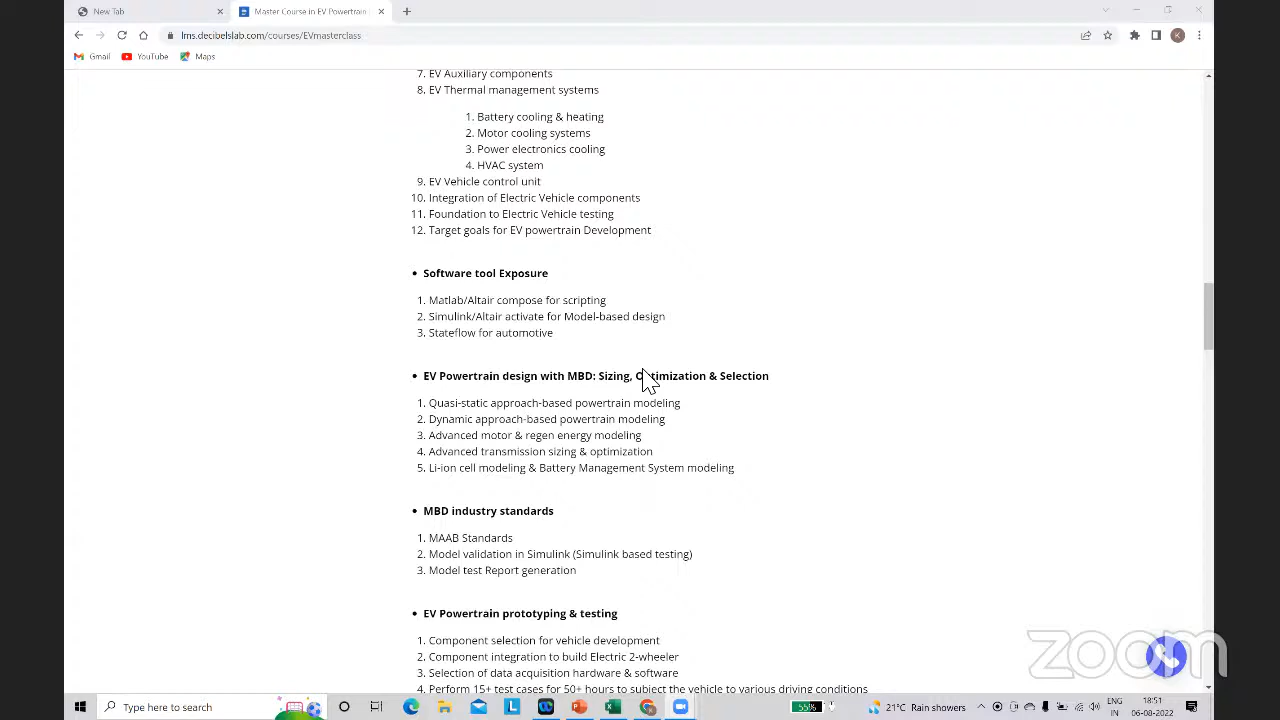 New Tab
Master Course in EV Powertrain
lms.decibelslab.com/courses/EVmasterclass
K
Gmail
YouTube
Maps
7. EV Auxiliary components
8. EV Thermal management systems
1. Battery cooling & heating
2. Motor cooling systems
3. Power electronics cooling
4. HVAC system
9. EV Vehicle control unit
10. Integration of Electric Vehicle components
11. Foundation to Electric Vehicle testing
12. Target goals for EV powertrain Development
• Software tool Exposure
1. Matlab/Altair compose for scripting
2. Simulink/Altair activate for Model-based design
3. Stateflow for automotive
• EV Powertrain design with MBD: Sizing, Optimization & Selection
1. Quasi-static approach-based powertrain modeling
2. Dynamic approach-based powertrain modeling
3. Advanced motor & regen energy modeling
4. Advanced transmission sizing & optimization
5. Li-ion cell modeling & Battery Management System modeling
• MBD industry standards
1. MAAB Standards
2. Model validation in Simulink (Simulink based testing)
3. Model test Report generation
• EV Powertrain prototyping & testing
1. Component selection for vehicle development
2. Component integration to build Electric 2-wheeler
3. Selection of data acquisition hardware & software
4. Perform 15+ test cases for 50+ hours to subject the vehicle to various driving conditions
zoom
Type here to search
55%
21°C Rain showers
ENG
IN
18:51
06-08-2022